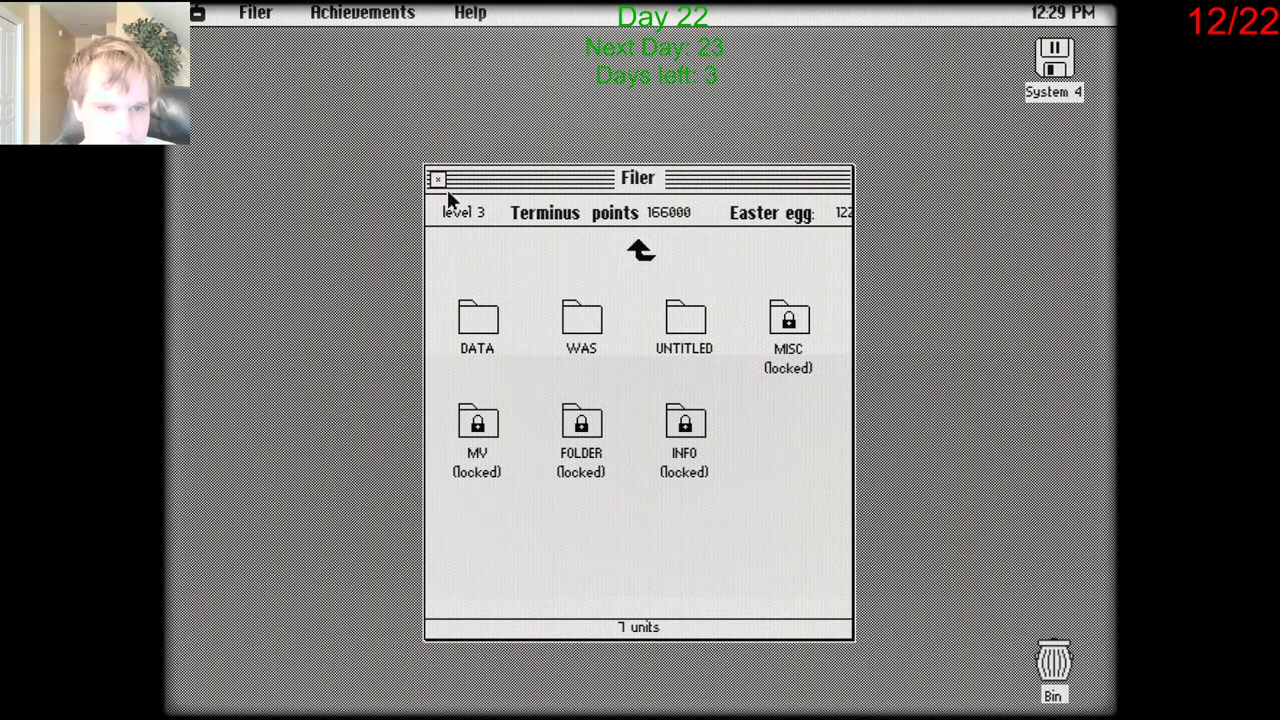 Filer Achievements Help 12:29 PM
Day 22
Next Day: 23
Days left: 3
12/22
System 4
Filer
level 3 Terminus points 166000 Easter egg: 122
DATA WAS UNTITLED MISC
(locked)
MV FOLDER INFO
(locked) (locked) (locked)
7 units
Bin